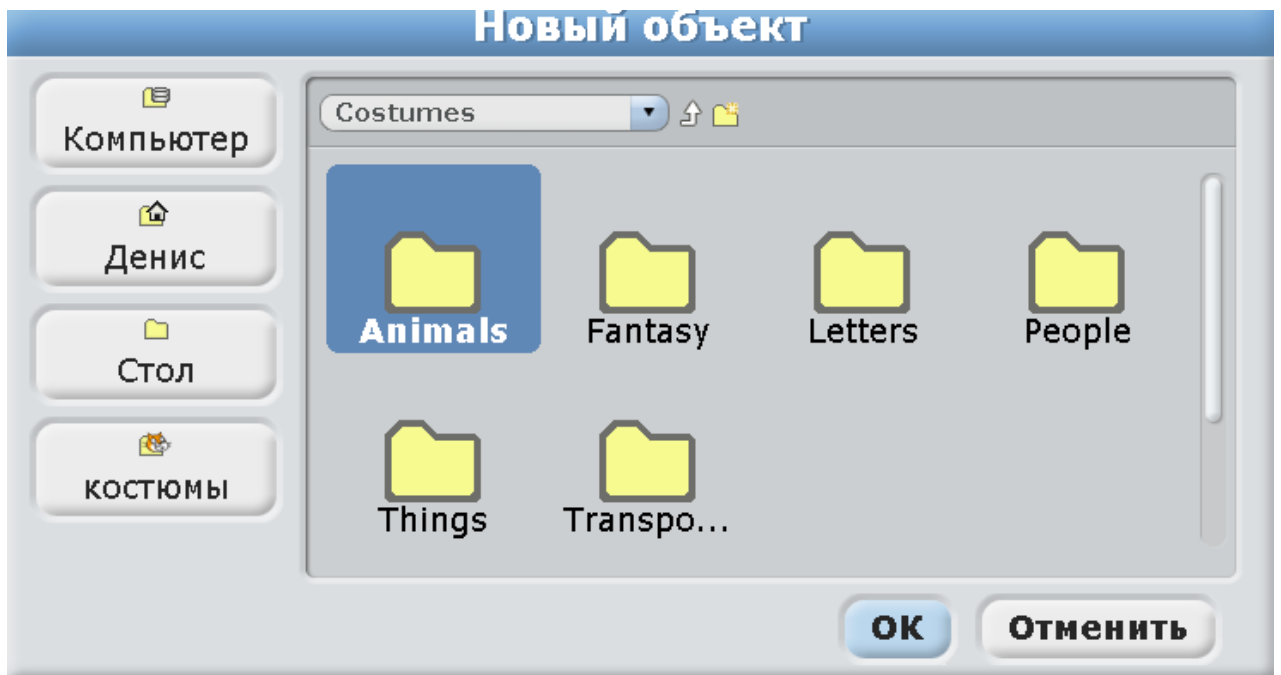 Новый объект
Компьютер
Денис
Стол
костюмы
Costumes
Animals
Fantasy
Letters
People
Things
Transpo...
OK
Отменить